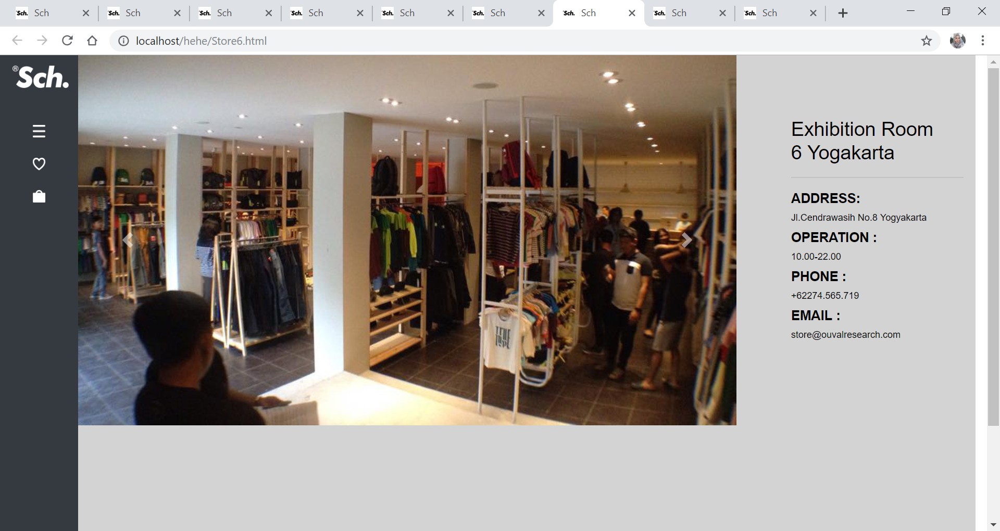 Sch. Sch
Sch. Sch
Sch. Sch
Sch. Sch
Sch. Sch
Sch. Sch
Sch. Sch
Sch. Sch
Sch. Sch
localhost/hehe/Store6.html
®Sch.
Exhibition Room
6 Yogakarta
ADDRESS:
Jl.Cendrawasih No.8 Yogyakarta
OPERATION :
10.00-22.00
PHONE :
+62274.565.719
EMAIL :
store@ouvalresearch.com